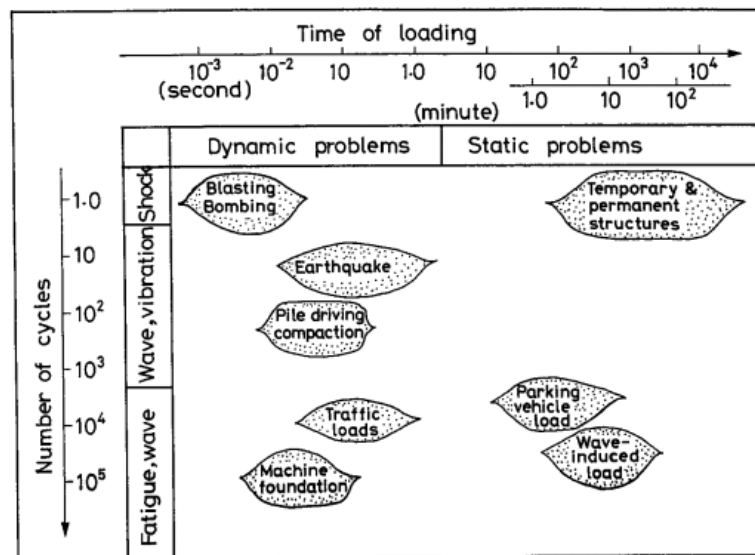 Time of loading
10⁻³ 10⁻² 10 1·0 10 10² 10³ 10⁴
(second)
1·0 10 10²
(minute)
Dynamic problems Static problems
Number of cycles
1·0
10
10²
10³
10⁴
10⁵
Shock
Wave, vibration
Fatigue, wave
Blasting
Bombing
Temporary &
permanent
structures
Earthquake
Pile driving
compaction
Traffic
loads
Parking
vehicle
load
Machine
foundation
Wave-
induced
load